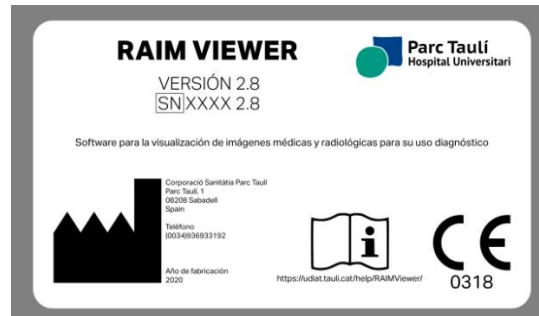 RAIM VIEWER
VERSIÓN 2.8
SN XXXX 2.8
Parc Taulí
Hospital Universitari
Software para la visualización de imágenes médicas y radiológicas para su uso diagnóstico
Corporació Sanitàtia Parc Taulí
Parc Taulí, 1
08208 Sabadell
Spain
Teléfono
(0034)936933192
Año de fabricación
2020
i
https://udiat.tauli.cat/help/RAIMViewer/
CE
0318